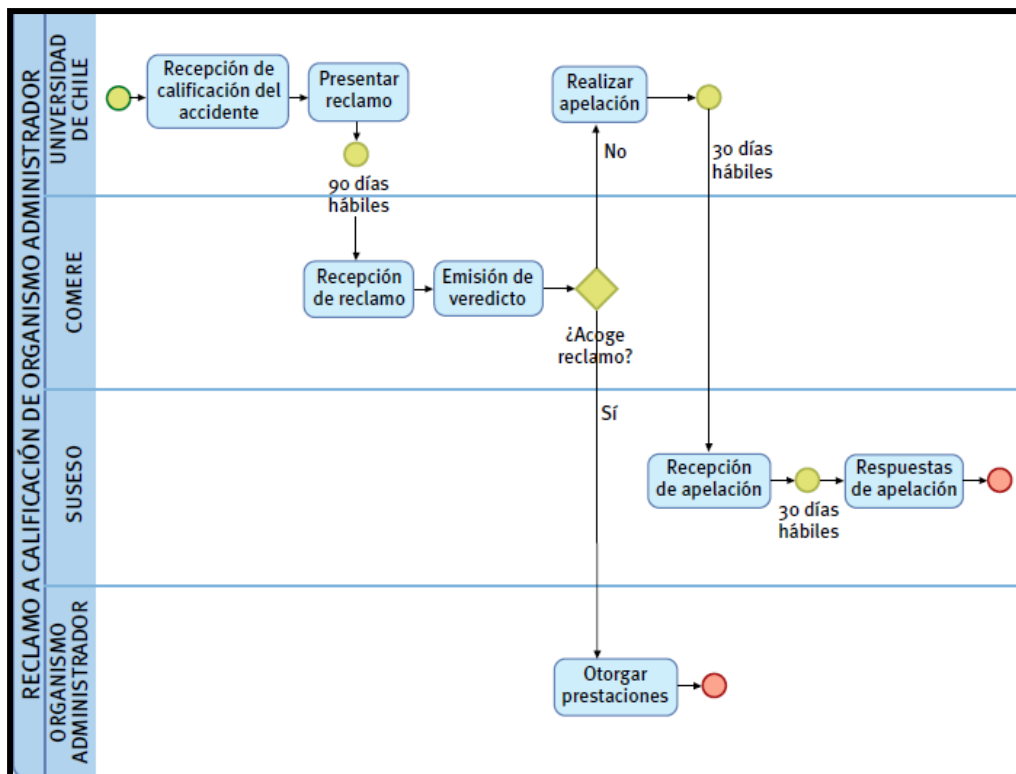 RECLAMO A CALIFICACIÓN DE ORGANISMO ADMINISTRADOR
UNIVERSIDAD
DE CHILE
Recepción de
calificación del
accidente
Presentar
reclamo
90 días
hábiles
Realizar
apelación
No
30 días
hábiles
COMERE
Recepción
de reclamo
Emisión de
veredicto
¿Acoge
reclamo?
Sí
SUSESO
Recepción
de apelación
30 días
hábiles
Respuestas
de apelación
ORGANISMO
ADMINISTRADOR
Otorgar
prestaciones